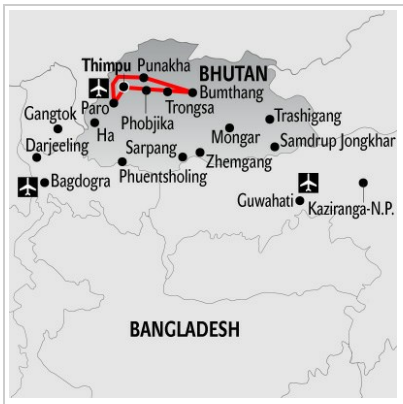 Thimpu Punakha
BHUTAN
Paro
Bumthang
Gangtok
Trongsa
Phobjika
Trashigang
Ha
Mongar
Darjeeling
Sarpang
Samdrup Jongkhar
Zhemgang
Phuentsholing
Bagdogra
Guwahati
Kaziranga-N.P.
BANGLADESH